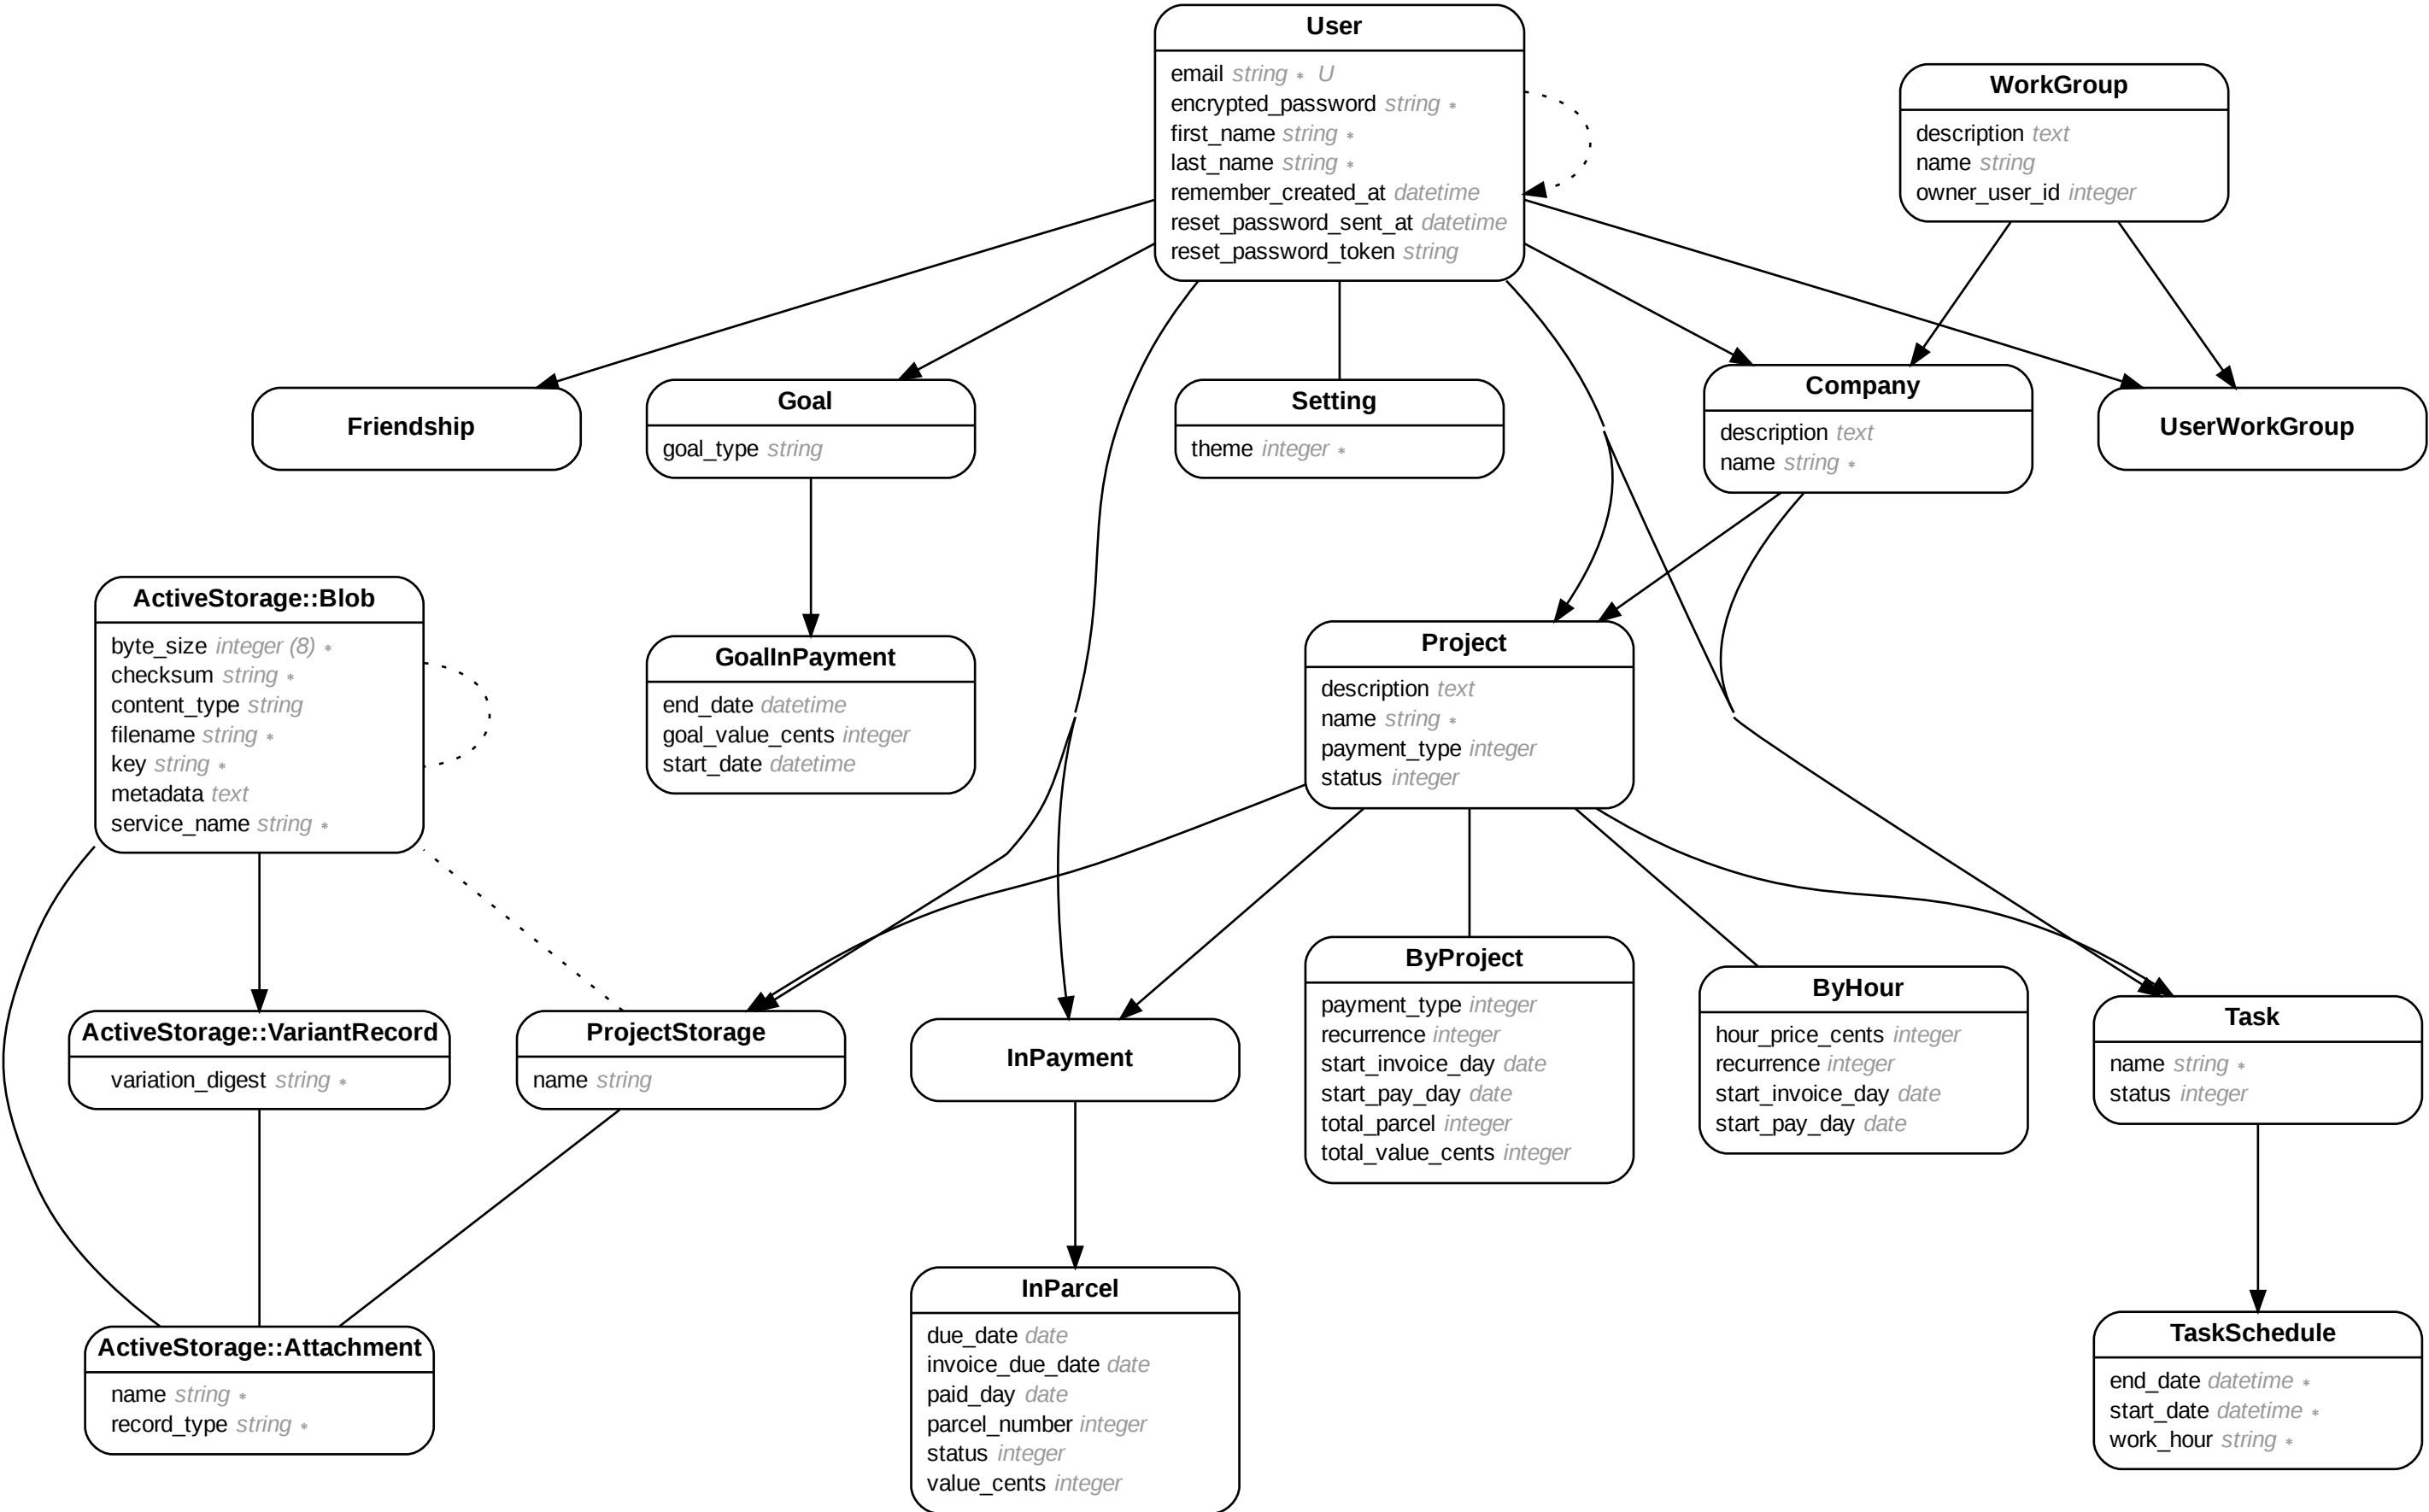 User
email string * U
encrypted_password string *
first_name string *
last_name string *
remember_created_at datetime
reset_password_sent_at datetime
reset_password_token string
WorkGroup
description text
name string
owner_user_id integer
Friendship
Goal
goal_type string
Setting
theme integer *
Company
description text
name string *
UserWorkGroup
ActiveStorage::Blob
byte_size integer (8) *
checksum string *
content_type string
filename string *
key string *
metadata text
service_name string *
GoalInPayment
end_date datetime
goal_value_cents integer
start_date datetime
Project
description text
name string *
payment_type integer
status integer
ActiveStorage::VariantRecord
variation_digest string *
ProjectStorage
name string
InPayment
ByProject
payment_type integer
recurrence integer
start_invoice_day date
start_pay_day date
total_parcel integer
total_value_cents integer
ByHour
hour_price_cents integer
recurrence integer
start_invoice_day date
start_pay_day date
Task
name string *
status integer
ActiveStorage::Attachment
name string *
record_type string *
InParcel
due_date date
invoice_due_date date
paid_day date
parcel_number integer
status integer
value_cents integer
TaskSchedule
end_date datetime *
start_date datetime *
work_hour string *